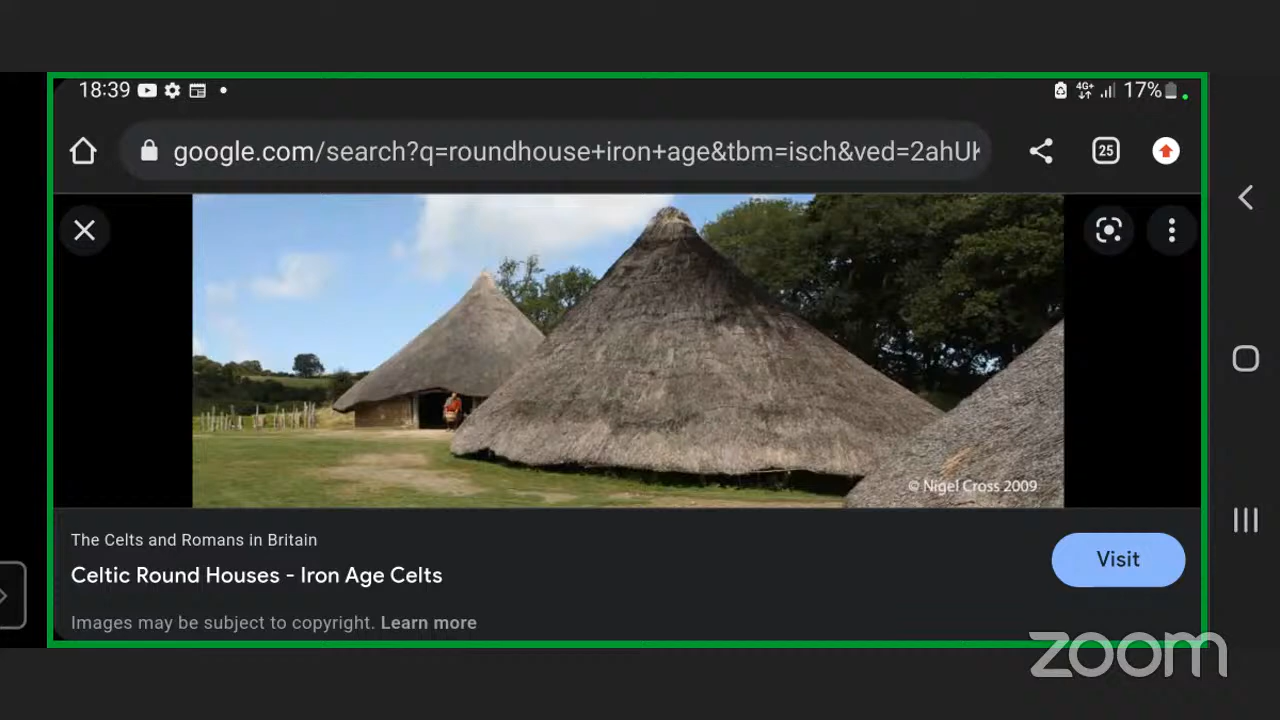 18:39
4G+
17%
google.com/search?q=roundhouse+iron+age&tbm=isch&ved=2ahUK
25
© Nigel Cross 2009
The Celts and Romans in Britain
Celtic Round Houses - Iron Age Celts
Visit
Images may be subject to copyright. Learn more
zoom